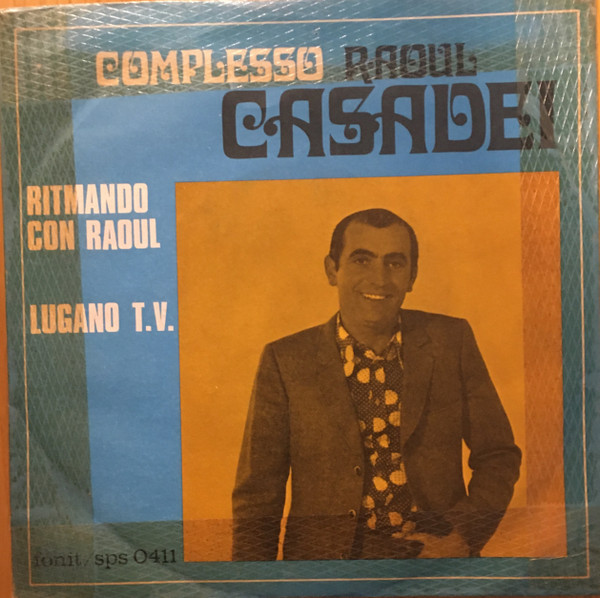 COMPLESSO RAOUL
CASADEI
RITMANDO
CON RAOUL
LUGANO T.V.
fonit/sps 0411